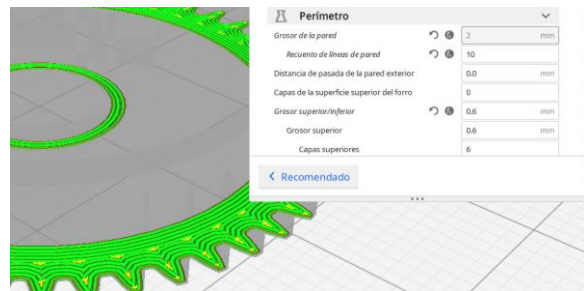 Perímetro
Grosor de la pared 2 mm
Recuento de líneas de pared 10
Distancia de pasada de la pared exterior 0.0 mm
Capas de la superficie superior del forro 0
Grosor superior/inferior 0.6 mm
Grosor superior 0.6 mm
Capas superiores 6
Recomendado